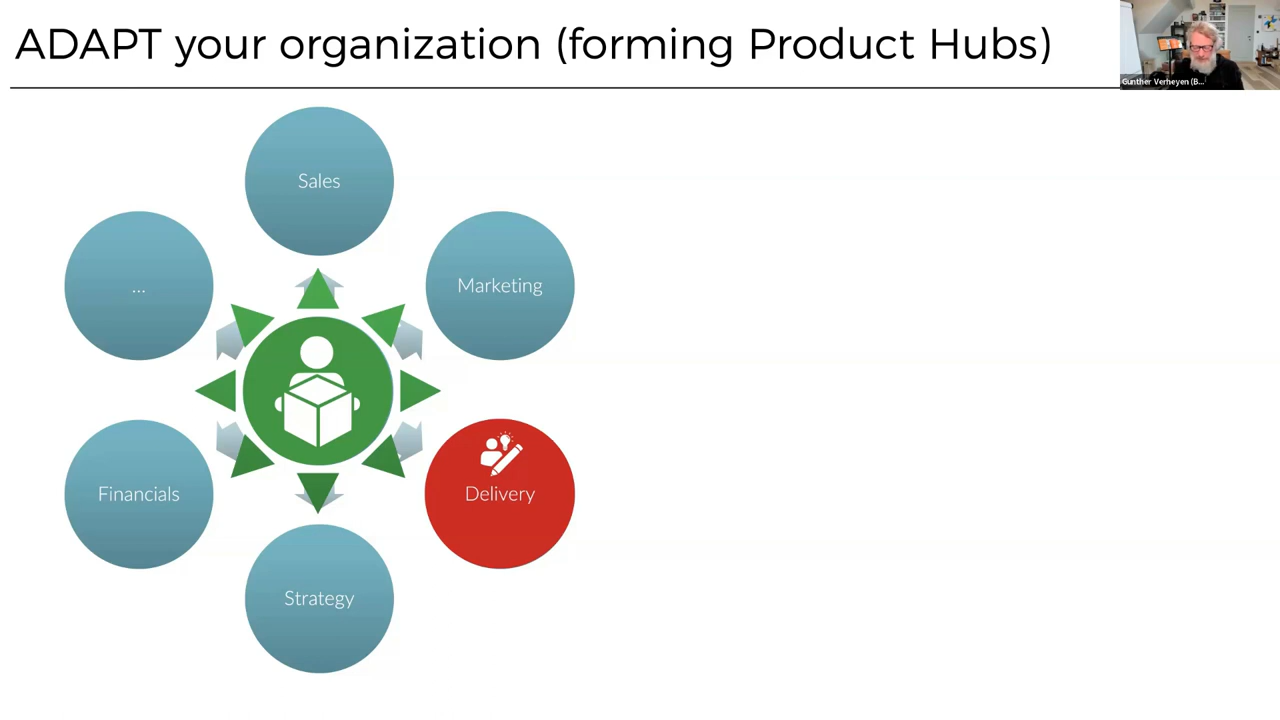 ADAPT your organization (forming Product Hubs)
Gunther Verheyen (B...
Sales
...
Marketing
Financials
Delivery
Strategy